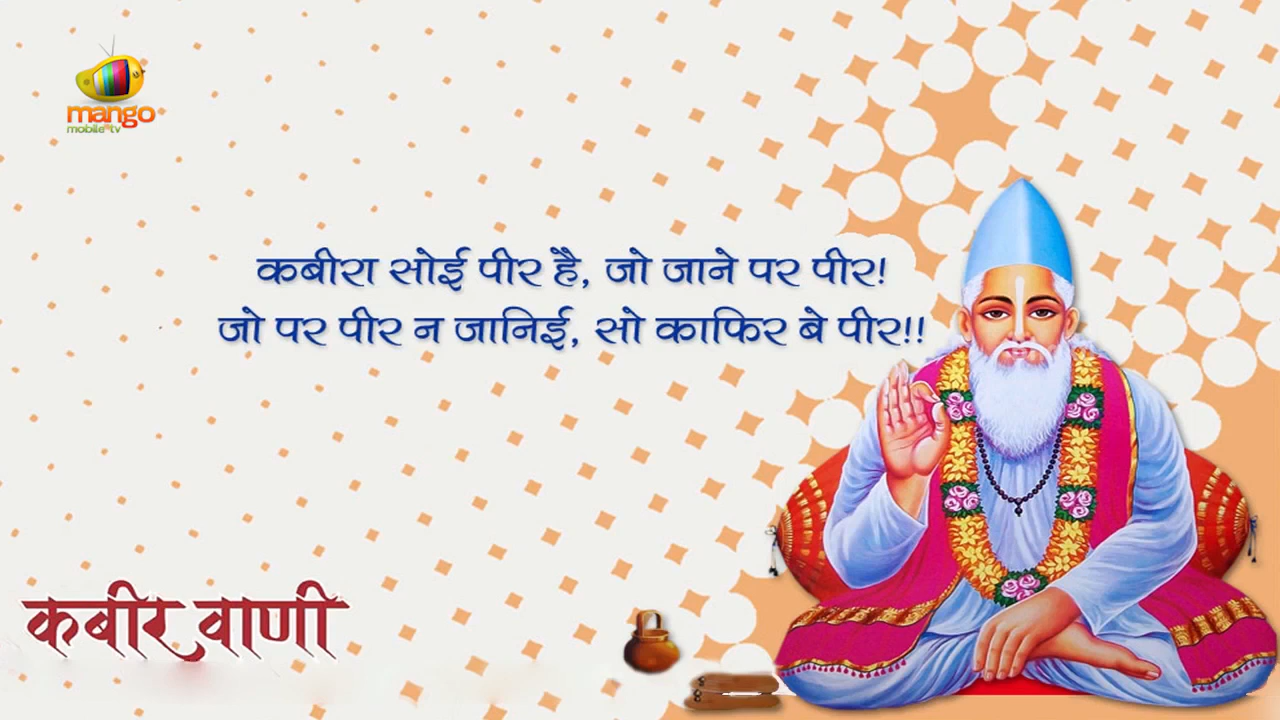 mango
mobile tv
कबीरा सोई पीर है, जो जाने पर पीर!
जो पर पीर न जानिई, सो काफिर बे पीर!!
कबीर वाणी